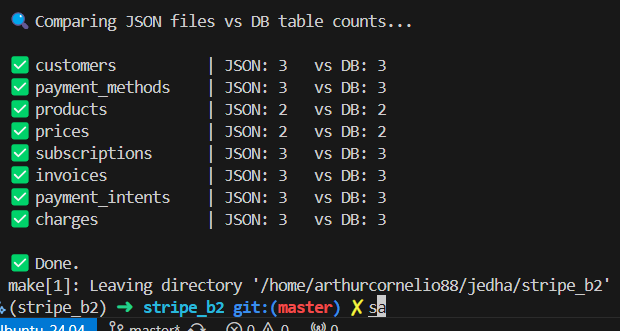 Comparing JSON files vs DB table counts...
customers | JSON: 3 vs DB: 3
payment_methods | JSON: 3 vs DB: 3
products | JSON: 2 vs DB: 2
prices | JSON: 2 vs DB: 2
subscriptions | JSON: 3 vs DB: 3
invoices | JSON: 3 vs DB: 3
payment_intents | JSON: 3 vs DB: 3
charges | JSON: 3 vs DB: 3
Done.
make[1]: Leaving directory '/home/arthurcornelio88/jedha/stripe_b2'
(stripe_b2) ➜ stripe_b2 git:(master) ✗ sa
Ubuntu 24.04 master* 0 0 0